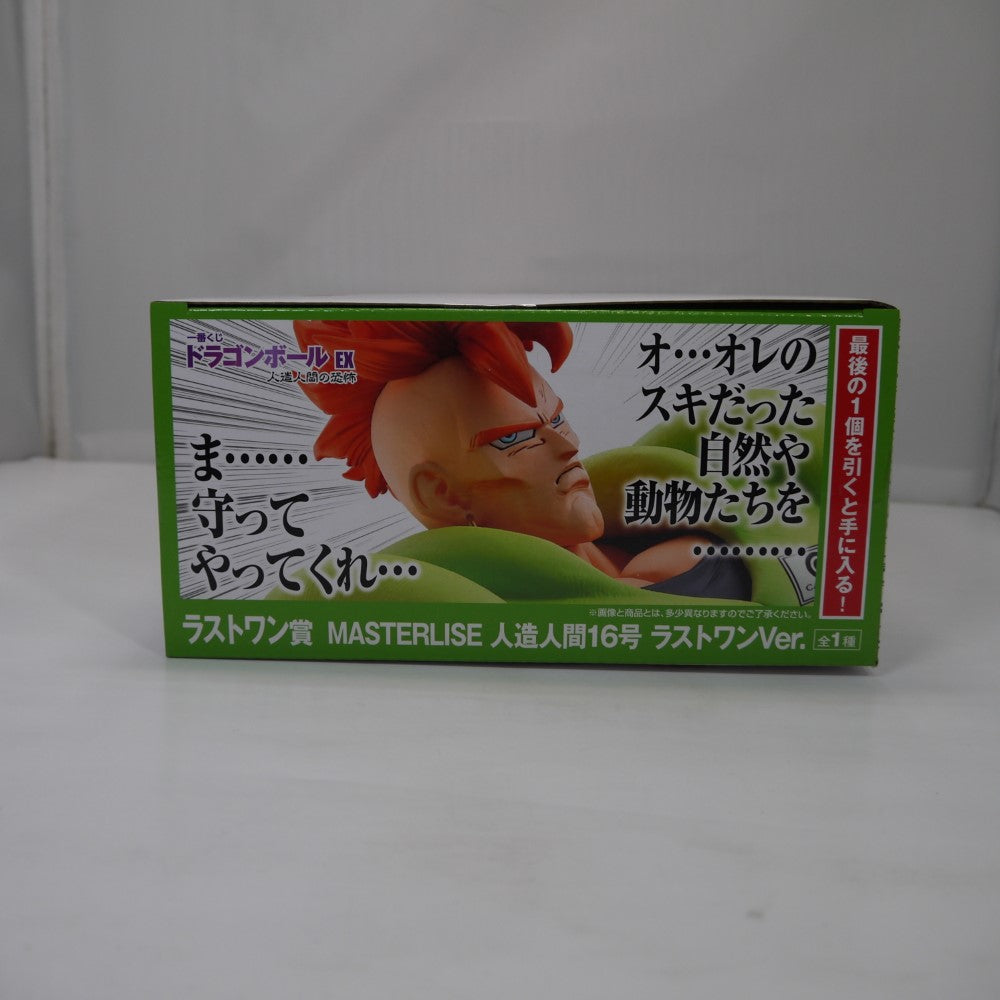 一番くじ
ドラゴンボール EX
人造人間の恐怖
オ…オレの
スキだった
自然や
動物たちを
………
ま……
守って
やってくれ…
最後の1個を引くと手に入る！
※画像と商品とは、多少異なりますのでご了承ください。
ラストワン賞 MASTERLISE 人造人間16号 ラストワンVer. 全1種